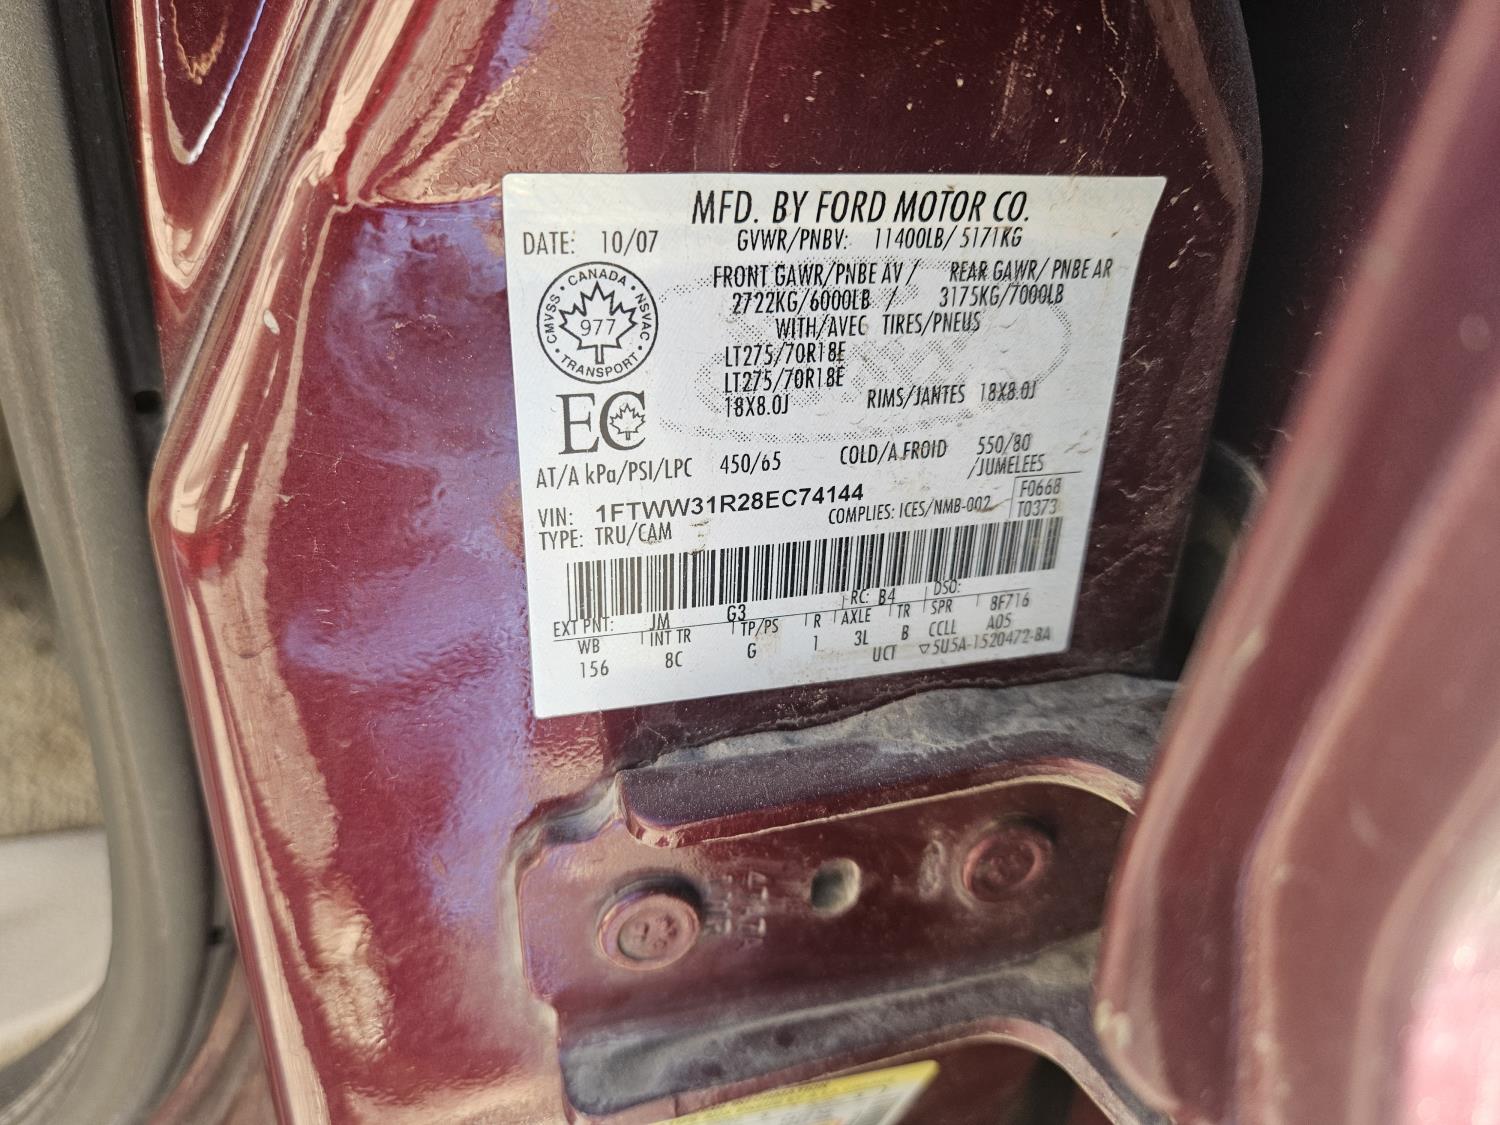 MFD. BY FORD MOTOR CO.
DATE: 10/07 GVWR/PNBV: 11400LB/ 5171KG
FRONT GAWR/PNBE AV / REAR GAWR/ PNBE AR
2722KG/6000LB / 3175KG/7000LB
WITH/AVEC TIRES/PNEUS
LT275/70R18E
LT275/70R18E
18X8.0J RIMS/JANTES 18X8.0J
CANADA
CMVSS 977 NSVAC
TRANSPORT
EC
AT/A kPa/PSI/LPC 450/65 COLD/A FROID 550/80
/JUMELEES
VIN: 1FTWW31R28EC74144 F0668
TYPE: TRU/CAM COMPLIES: ICES/NMB-002 T0373
EXT PNT: JM G3 RC: B4 DSO:
WB INT TR TP/PS R AXLE TR SPR 8F716
156 8C G 1 3L B CCLL A05
UCT ▽5U5A-1520472-BA